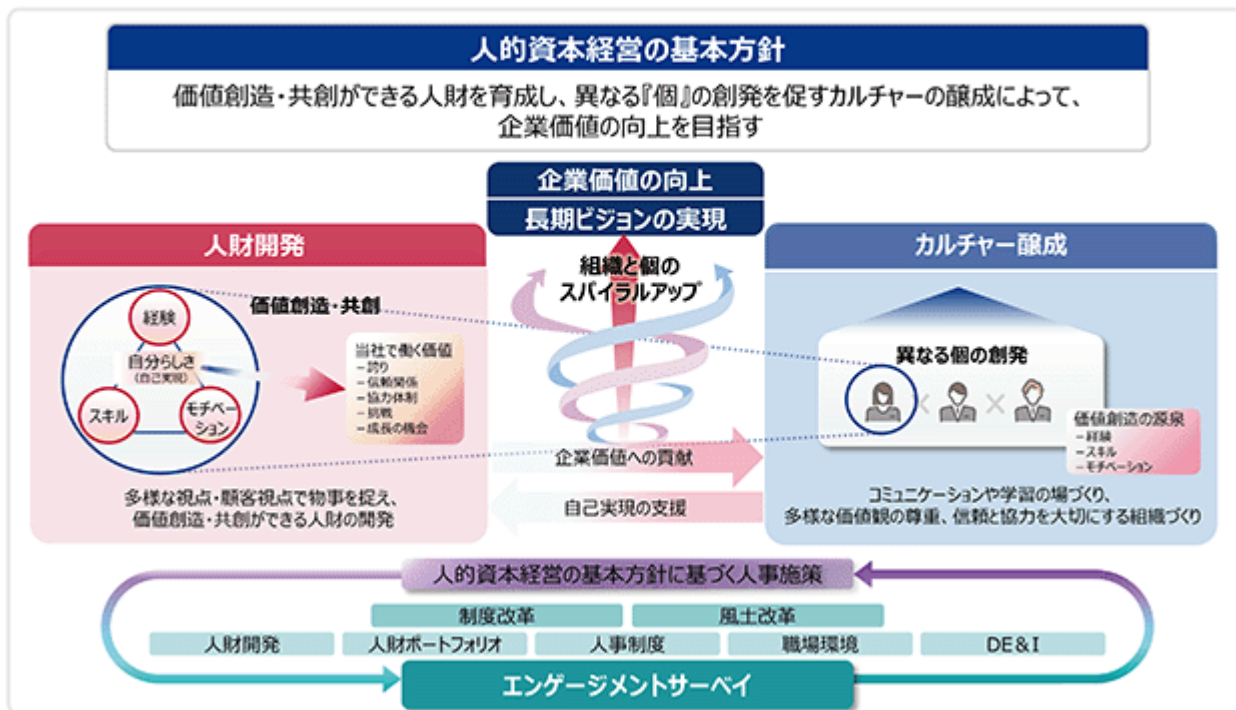 人的資本経営の基本方針
価値創造・共創ができる人財を育成し、異なる『個』の創発を促すカルチャーの醸成によって、
企業価値の向上を目指す
企業価値の向上
長期ビジョンの実現
組織と個の
スパイラルアップ
人財開発
価値創造・共創
経験
自分らしさ
(自己実現)
スキル
モチベー
ション
当社で働く価値
－誇り
－信頼関係
－協力体制
－挑戦
－成長の機会
多様な視点・顧客視点で物事を捉え、
価値創造・共創ができる人財の開発
企業価値への貢献
自己実現の支援
カルチャー醸成
異なる個の創発
× ×
価値創造の源泉
－経験
－スキル
－モチベーション
コミュニケーションや学習の場づくり、
多様な価値観の尊重、信頼と協力を大切にする組織づくり
人的資本経営の基本方針に基づく人事施策
制度改革 風土改革
人財開発 人財ポートフォリオ 人事制度 職場環境 DE&I
エンゲージメントサーベイ